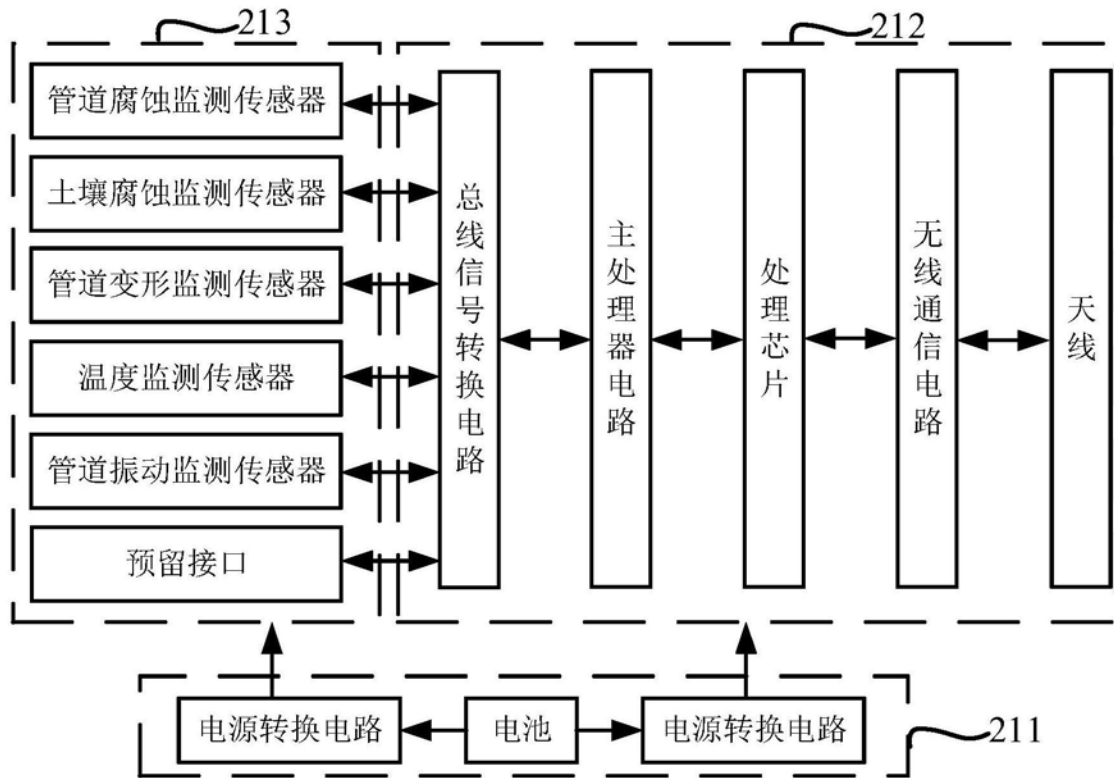 213
212
管道腐蚀监测传感器
土壤腐蚀监测传感器
管道变形监测传感器
温度监测传感器
管道振动监测传感器
预留接口
总线信号转换电路
主处理器电路
处理芯片
无线通信电路
天线
电源转换电路
电池
电源转换电路
211